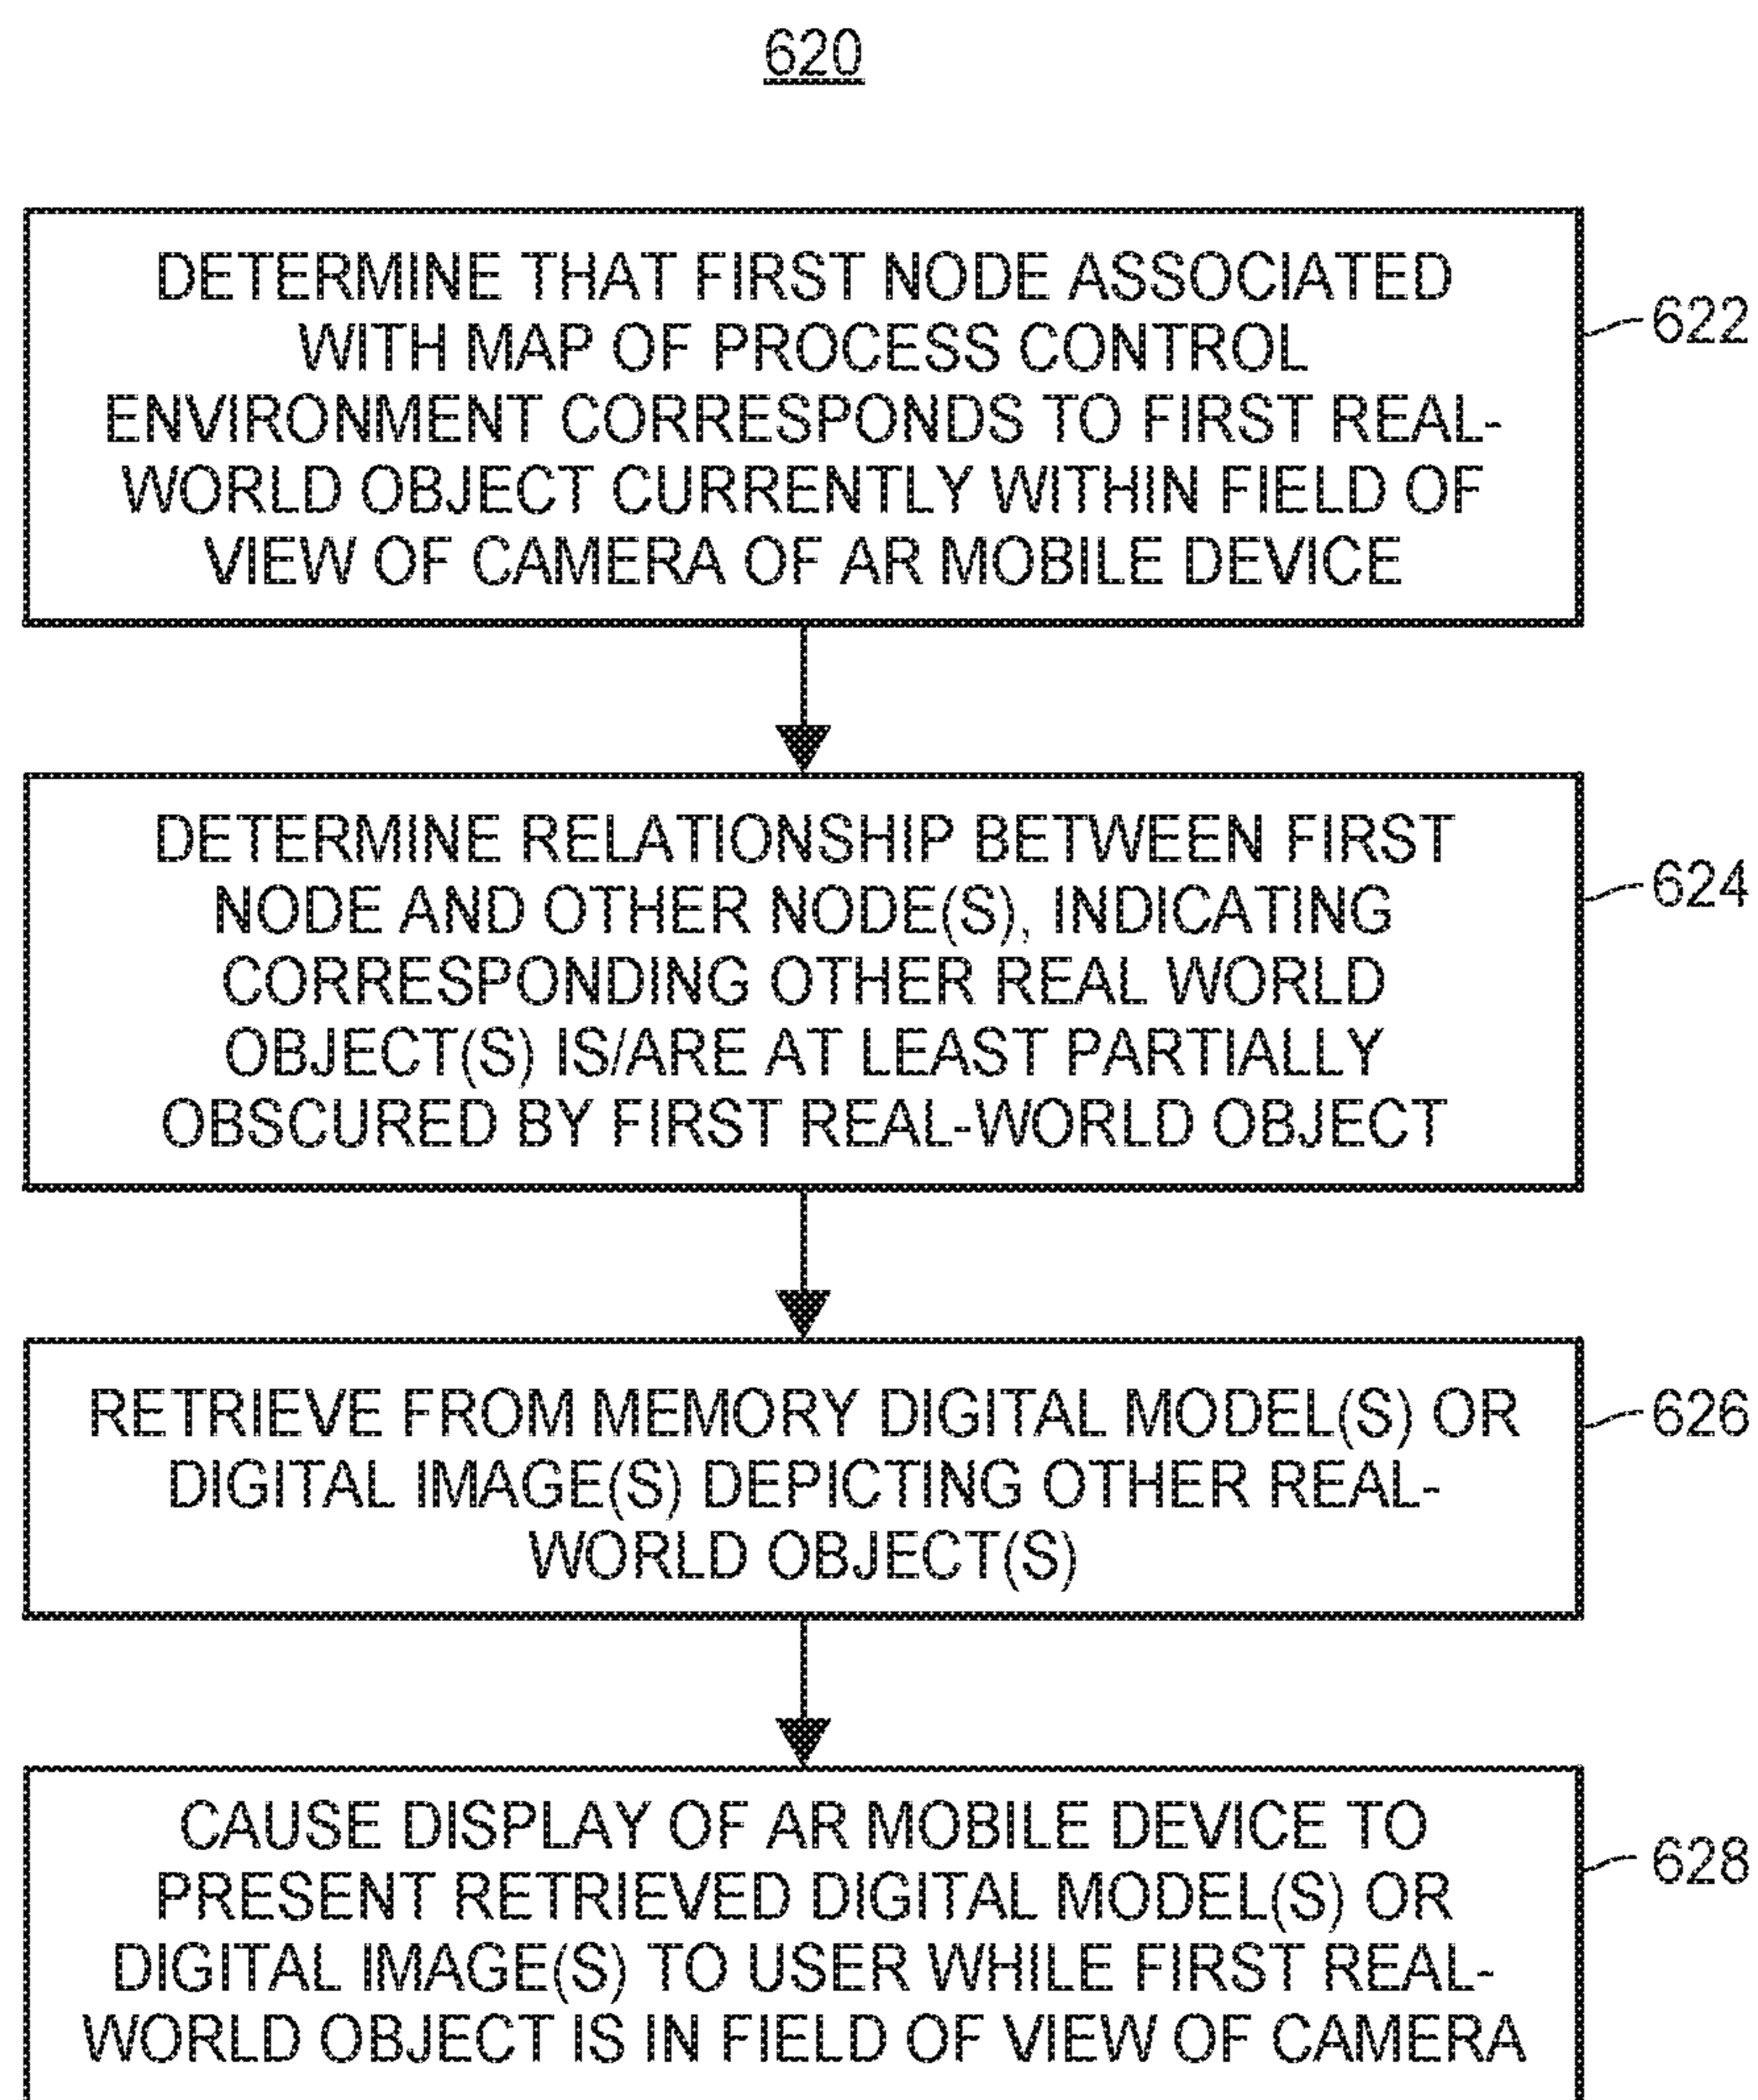 620
DETERMINE THAT FIRST NODE ASSOCIATED
WITH MAP OF PROCESS CONTROL
ENVIRONMENT CORRESPONDS TO FIRST REAL-
WORLD OBJECT CURRENTLY WITHIN FIELD OF
VIEW OF CAMERA OF AR MOBILE DEVICE
622
DETERMINE RELATIONSHIP BETWEEN FIRST
NODE AND OTHER NODE(S), INDICATING
CORRESPONDING OTHER REAL WORLD
OBJECT(S) IS/ARE AT LEAST PARTIALLY
OBSCURED BY FIRST REAL-WORLD OBJECT
624
RETRIEVE FROM MEMORY DIGITAL MODEL(S) OR
DIGITAL IMAGE(S) DEPICTING OTHER REAL-
WORLD OBJECT(S)
626
CAUSE DISPLAY OF AR MOBILE DEVICE TO
PRESENT RETRIEVED DIGITAL MODEL(S) OR
DIGITAL IMAGE(S) TO USER WHILE FIRST REAL-
WORLD OBJECT IS IN FIELD OF VIEW OF CAMERA
628